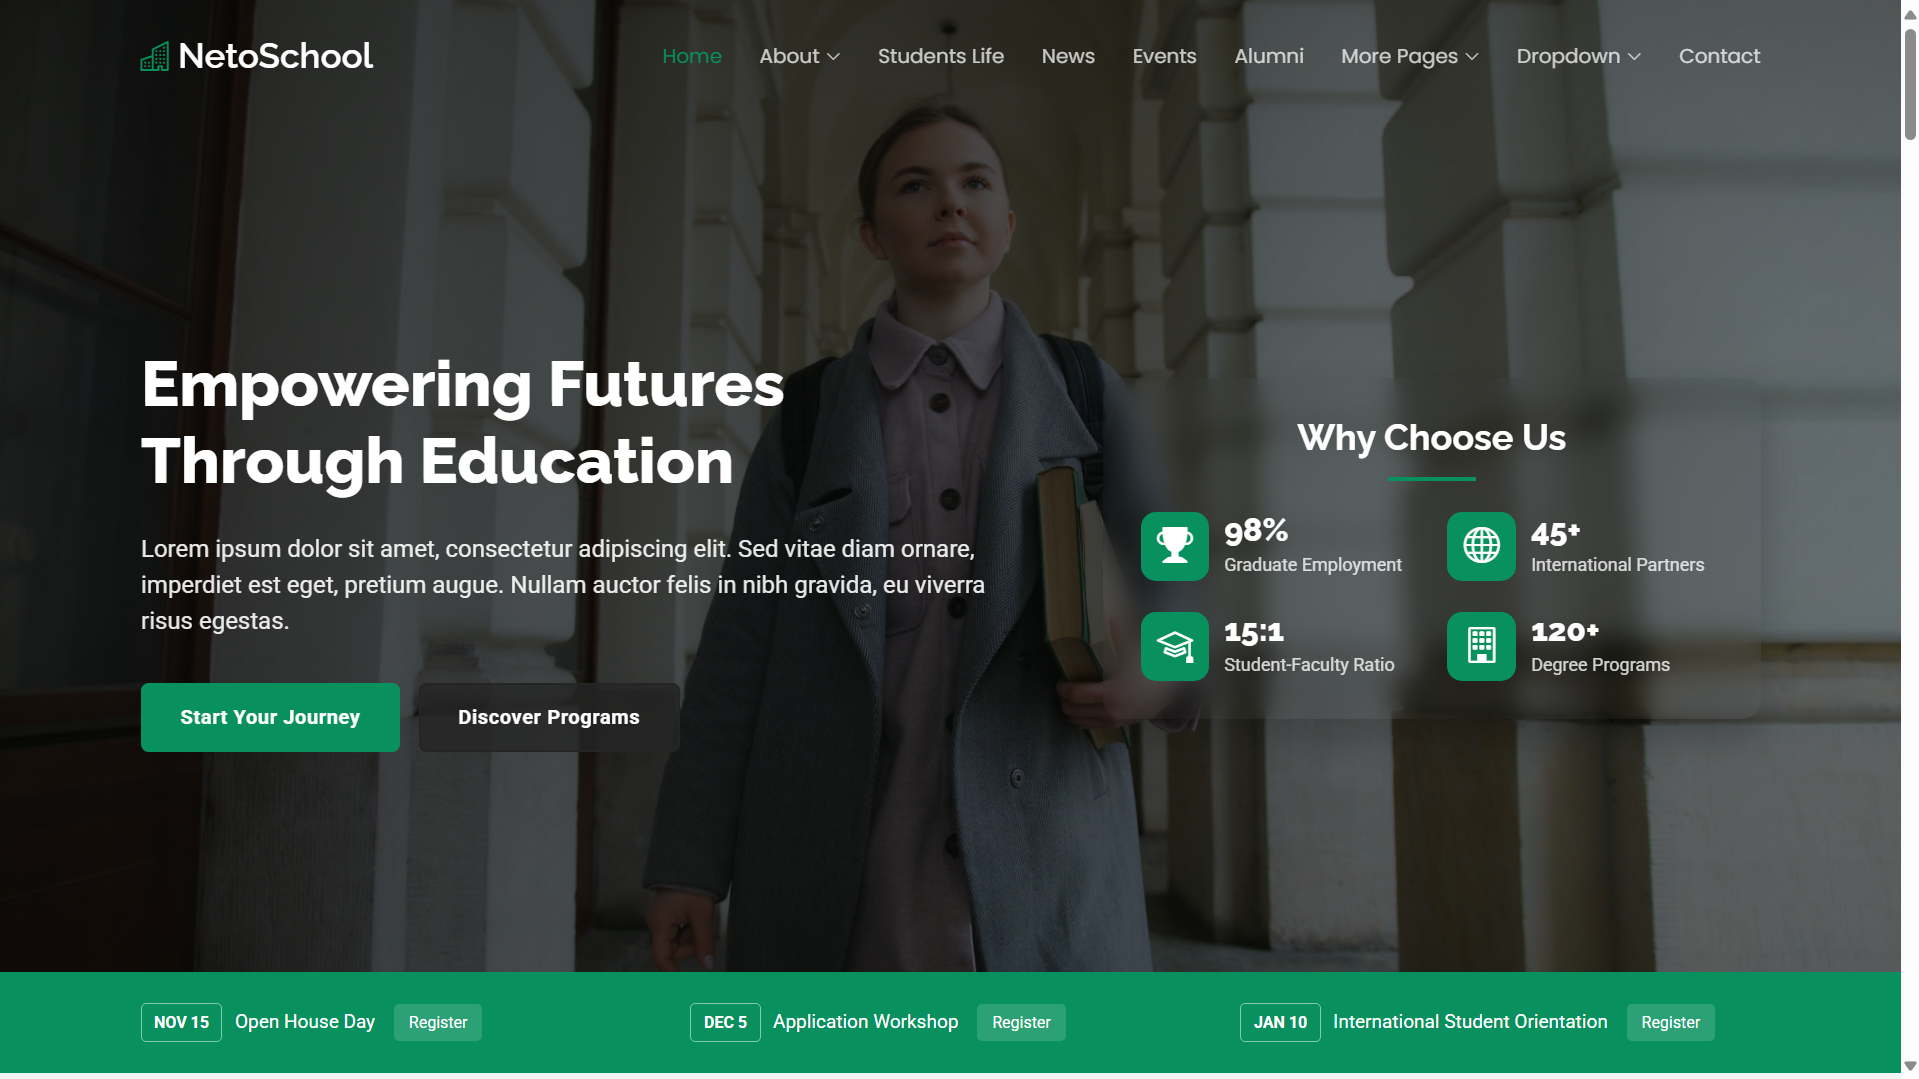 NetoSchool
Home About Students Life News Events Alumni More Pages Dropdown Contact
Empowering Futures
Through Education
Lorem ipsum dolor sit amet, consectetur adipiscing elit. Sed vitae diam ornare,
imperdiet est eget, pretium augue. Nullam auctor felis in nibh gravida, eu viverra
risus egestas.
Start Your Journey
Discover Programs
Why Choose Us
98%
Graduate Employment
45+
International Partners
15:1
Student-Faculty Ratio
120+
Degree Programs
NOV 15 Open House Day Register
DEC 5 Application Workshop Register
JAN 10 International Student Orientation Register